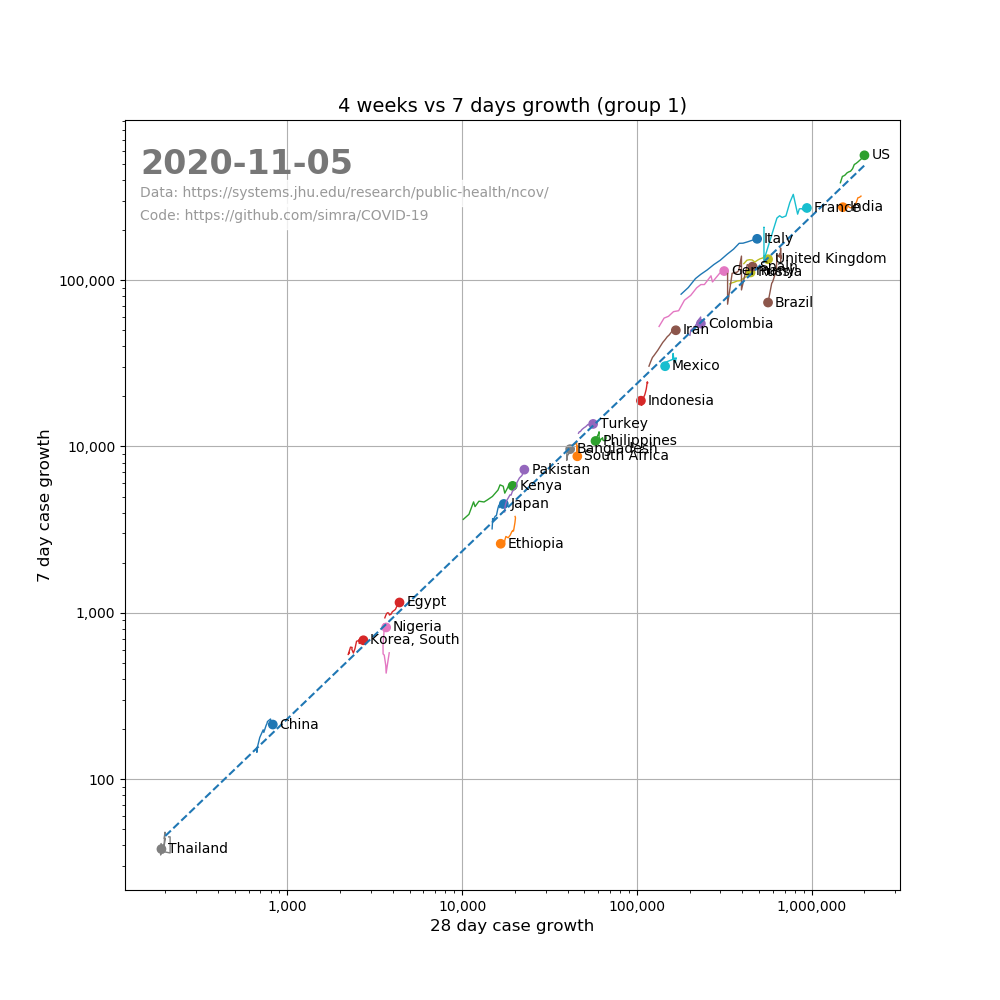 4 weeks vs 7 days growth (group 1)
2020-11-05
Data: https://systems.jhu.edu/research/public-health/ncov/
Code: https://github.com/simra/COVID-19
US
France
India
Italy
United Kingdom
Spain
Germany
Russia
Brazil
Colombia
Iran
Mexico
Indonesia
Turkey
Philippines
Bangladesh
South Africa
Pakistan
Kenya
Japan
Ethiopia
Egypt
Nigeria
Korea, South
China
Thailand
7 day case growth
100,000
10,000
1,000
100
1,000
10,000
100,000
1,000,000
28 day case growth